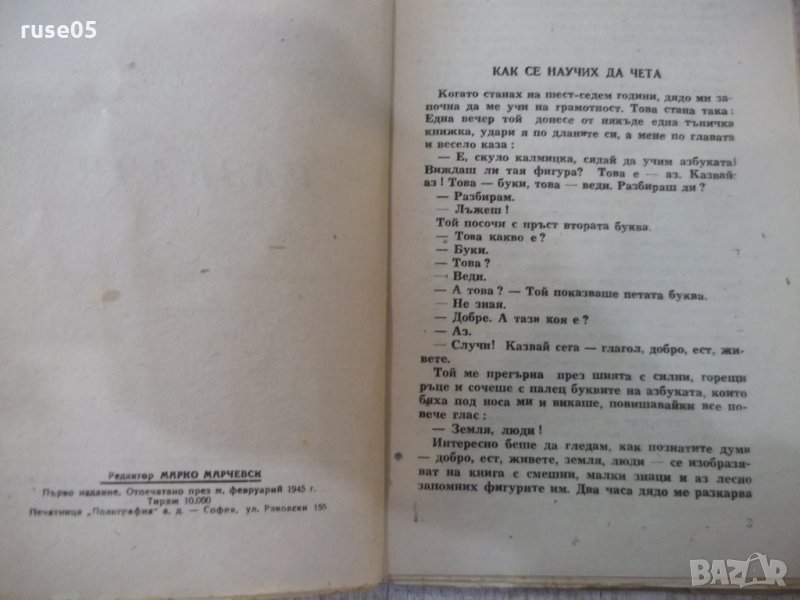 ruse05
Редактор МАРКО МАРЧЕВСК
Първо издание. Отпечатано през м. февруарий 1945 г.
Тираж 10.000
Печатница „Полиграфия“ а. д. — София, ул. Раковски 155
КАК СЕ НАУЧИХ ДА ЧЕТА
Когато станах на шест-седем години, дядо ми за-
почна да ме учи на грамотност. Това стана така:
Една вечер той донесе от някъде една тъничка
книжка, удари я по дланите си, а мене по главата
и весело каза:
— Е, скуло калмицка, сядай да учим азбуката!
Виждаш ли тая фигура? Това е — аз. Казвай:
аз! Това — буки, това — веди. Разбираш ли?
— Разбирам.
— Лъжеш!
Той посочи с пръст втората буква.
— Това какво е?
— Буки.
— Това?
— Веди.
— А това? — Той показваше петата буква.
— Не зная.
— Добре. А тази коя е?
— Аз.
— Случи! Казвай сега — глагол, добро, ест, жи-
вете.
Той ме прегърна през шията с силни, горещи
ръце и сочеше с палец буквите на азбуката, които
бяха под носа ми и викаше, повишавайки все по-
вече глас:
— Земля, люди!
Интересно беше да гледам, как познатите думи
— добро, ест, живете, земля, люди — се изобразя-
ват на книга с смешни, малки знаци и аз лесно
запомних фигурите им. Два часа дядо ме разкарва
3
BAZAR